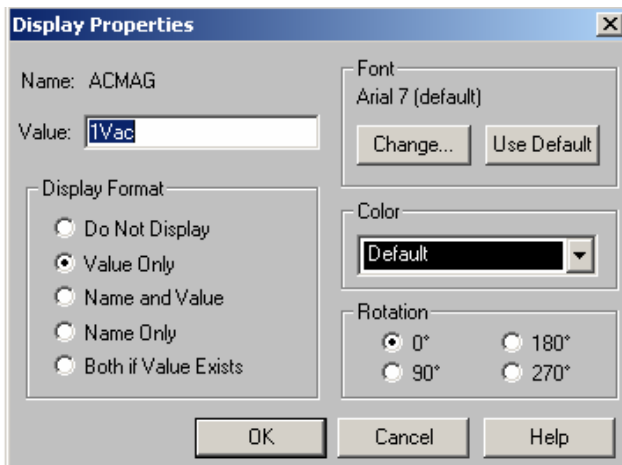 Display Properties
Name: ACMAG
Value: 1Vac
Display Format
Do Not Display
Value Only
Name and Value
Name Only
Both if Value Exists
Font
Arial 7 (default)
Change...
Use Default
Color
Default
Rotation
0°
180°
90°
270°
OK
Cancel
Help